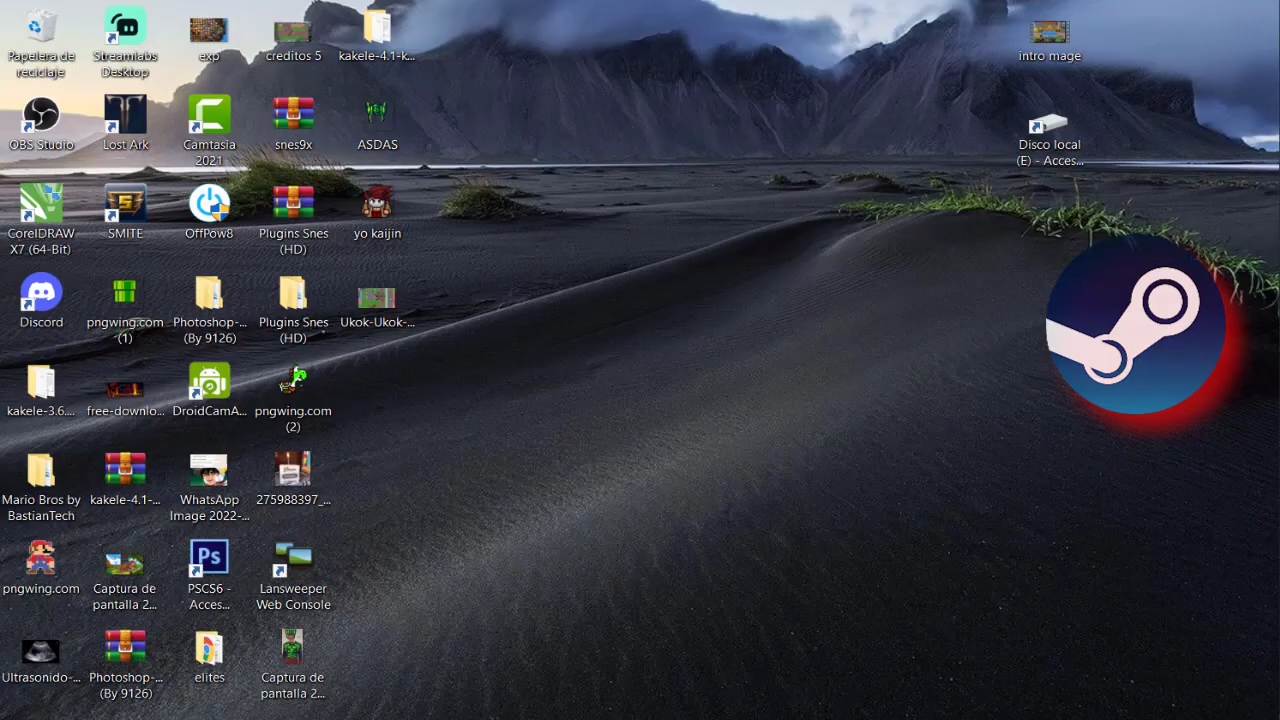 Papelera de
reciclaje
Streamlabs
Desktop
exp
creditos 5
kakele-4.1-k...
intro mage
OBS Studio
Lost Ark
Camtasia
2021
snes9x
ASDAS
Disco local
(E) - Acces...
CorelDRAW
X7 (64-Bit)
SMITE
OffPow8
Plugins Snes
(HD)
yo kaijin
Discord
pngwing.com
(1)
Photoshop-...
(By 9126)
Plugins Snes
(HD)
Ukok-Ukok-...
kakele-3.6....
free-downlo...
DroidCamA...
pngwing.com
(2)
Mario Bros by
BastianTech
kakele-4.1-...
WhatsApp
Image 2022-...
275988397_...
pngwing.com
Captura de
pantalla 2...
Ps
PSCS6 -
Acces...
Lansweeper
Web Console
Ultrasonido-...
Photoshop-...
(By 9126)
elites
Captura de
pantalla 2...